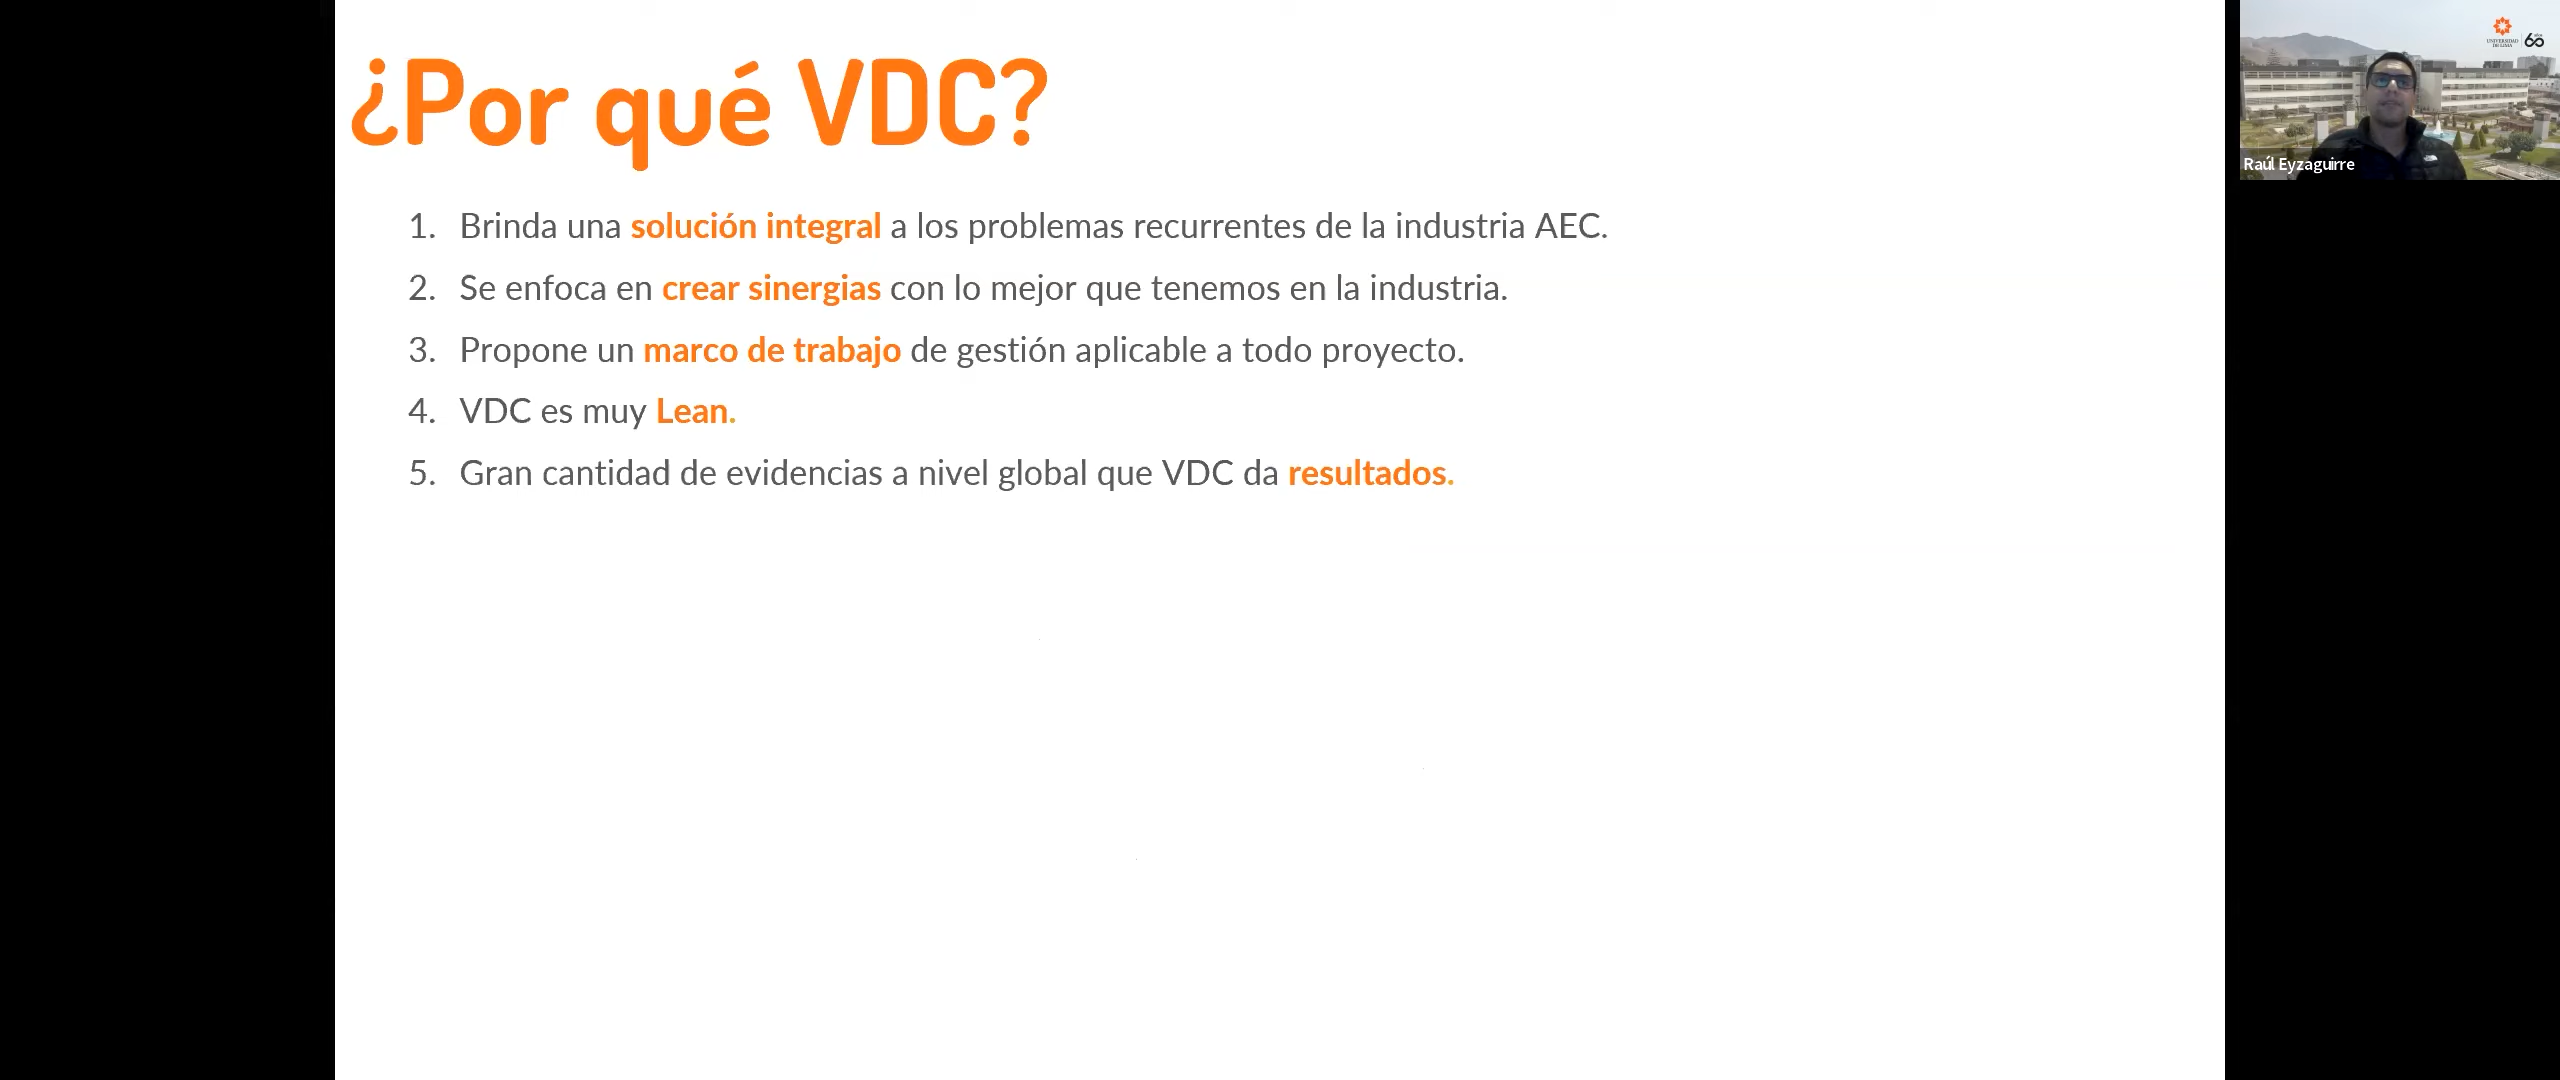 ¿Por qué VDC?
1. Brinda una solución integral a los problemas recurrentes de la industria AEC.
2. Se enfoca en crear sinergias con lo mejor que tenemos en la industria.
3. Propone un marco de trabajo de gestión aplicable a todo proyecto.
4. VDC es muy Lean.
5. Gran cantidad de evidencias a nivel global que VDC da resultados.
UNIVERSIDAD
DE LIMA
60
Raúl Eyzaguirre